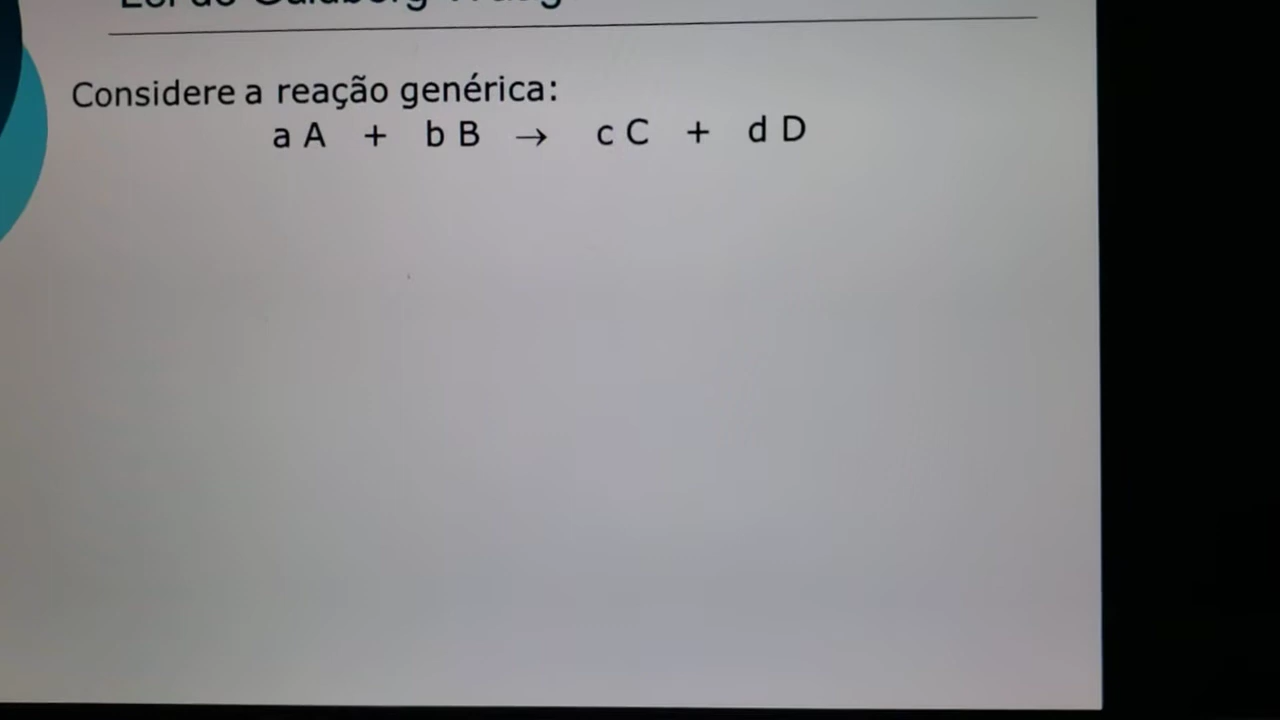 Considere a reação genérica:
a A + b B → c C + d D